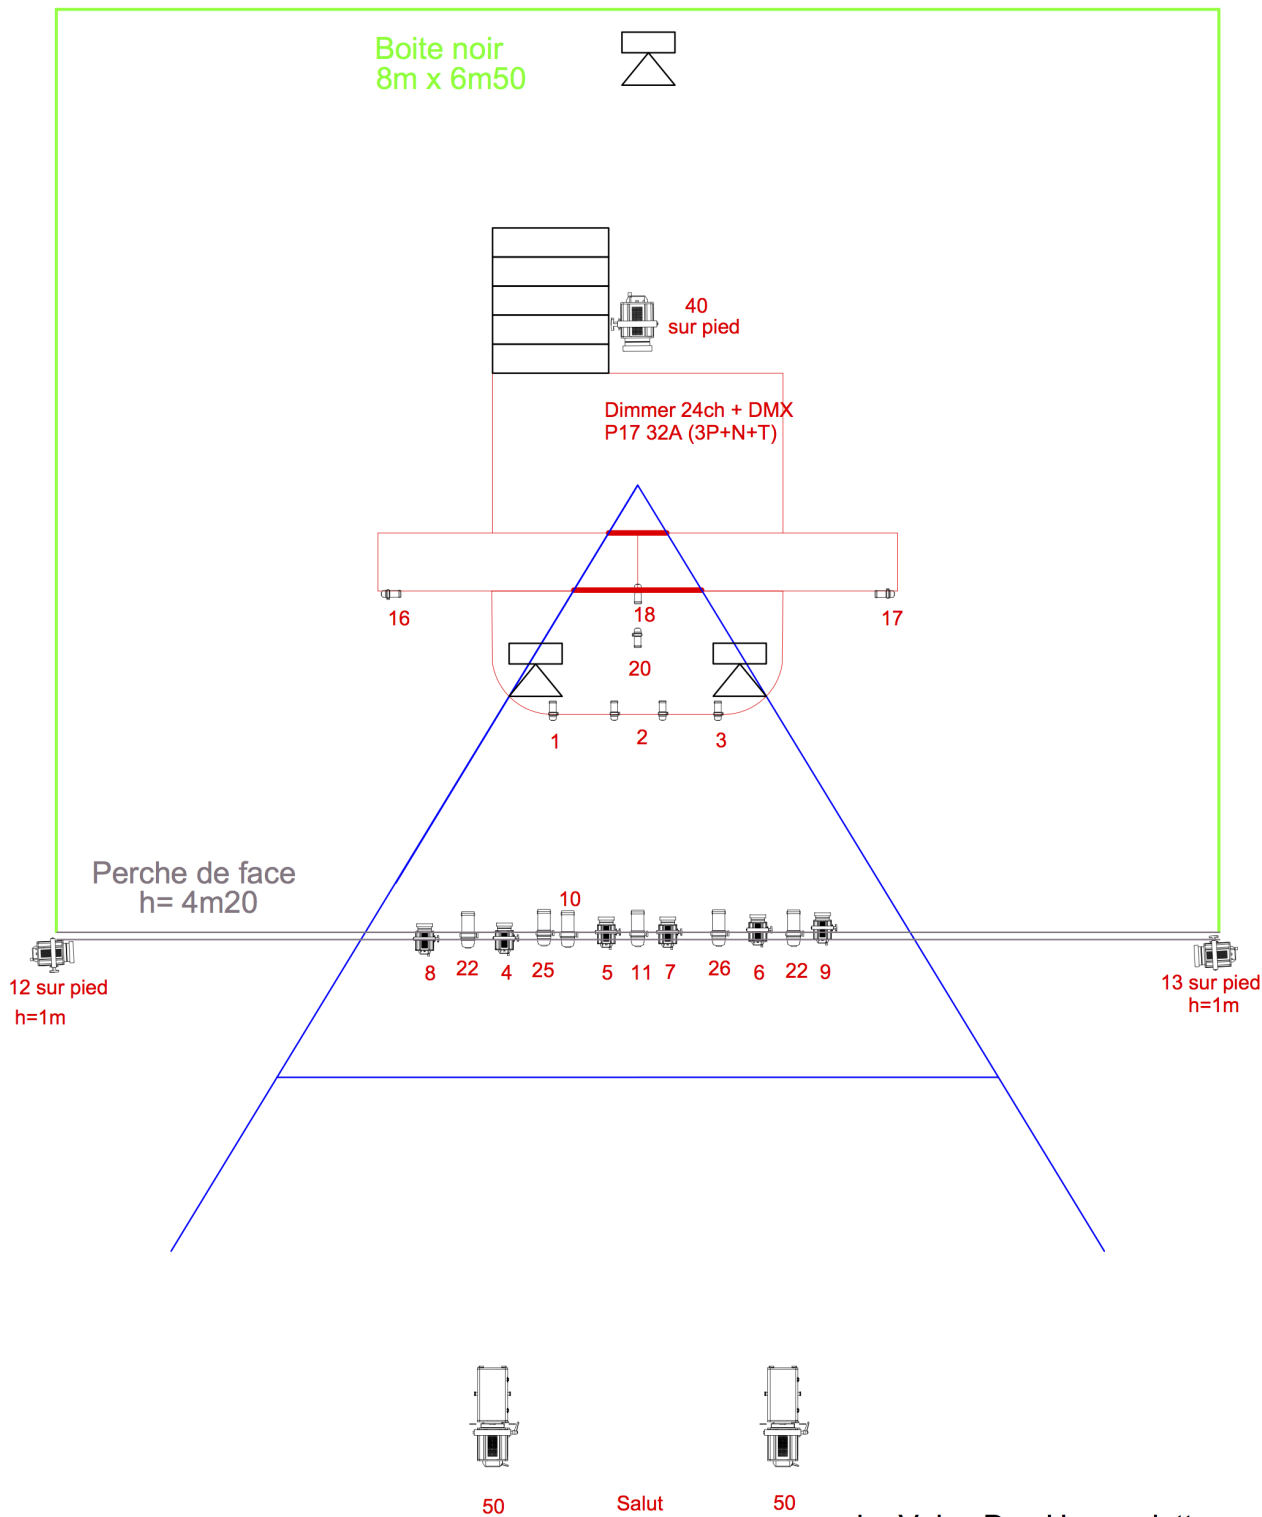 Boite noir
8m x 6m50
40
sur pied
Dimmer 24ch + DMX
P17 32A (3P+N+T)
16
18
17
20
1
2
3
Perche de face
h= 4m20
10
8
22
4
25
5
11
7
26
6
22
9
12 sur pied
h=1m
13 sur pied
h=1m
50
Salut
50